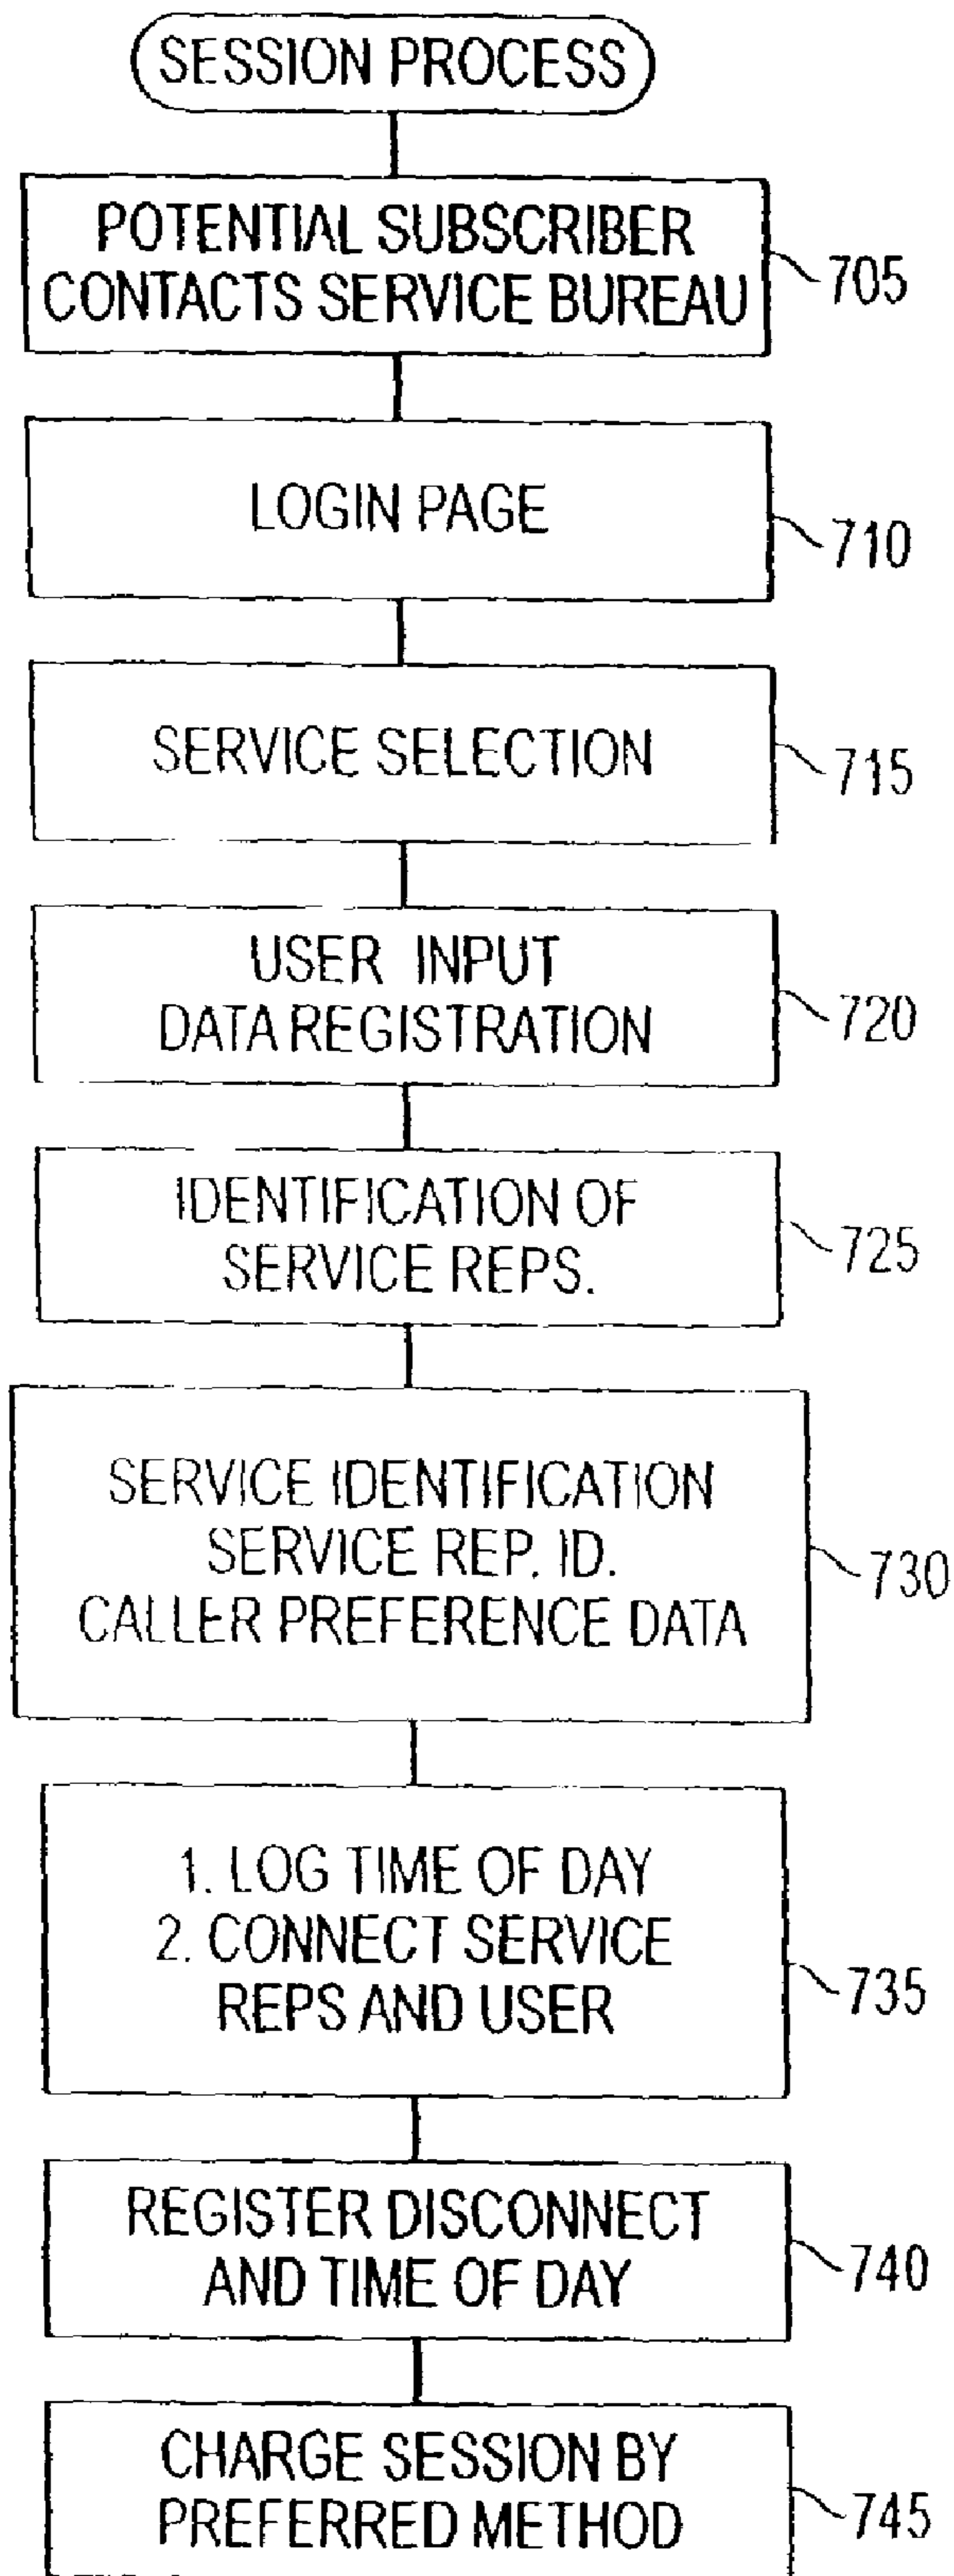 SESSION PROCESS
POTENTIAL SUBSCRIBER
CONTACTS SERVICE BUREAU
705
LOGIN PAGE
710
SERVICE SELECTION
715
USER INPUT
DATA REGISTRATION
720
IDENTIFICATION OF
SERVICE REPS.
725
SERVICE IDENTIFICATION
SERVICE REP. ID.
CALLER PREFERENCE DATA
730
1. LOG TIME OF DAY
2. CONNECT SERVICE
REPS AND USER
735
REGISTER DISCONNECT
AND TIME OF DAY
740
CHARGE SESSION BY
PREFERRED METHOD
745